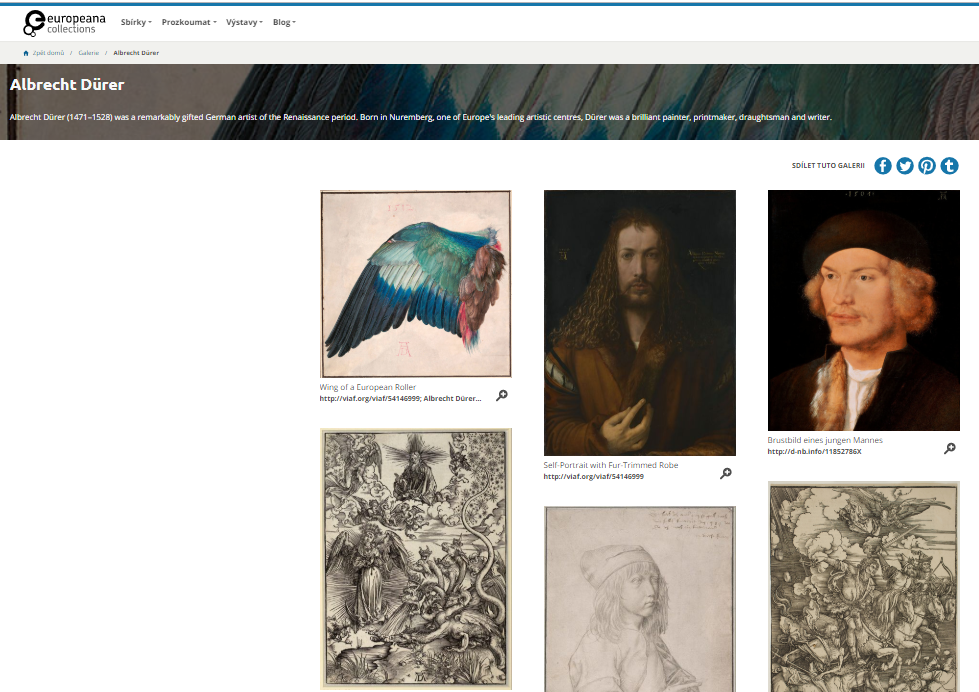 europeana
collections
Sbírky Prozkoumat Výstavy Blog
Zpět domů / Galerie / Albrecht Dürer
Albrecht Dürer
Albrecht Dürer (1471–1528) was a remarkably gifted German artist of the Renaissance period. Born in Nuremberg, one of Europe's leading artistic centres, Dürer was a brilliant painter, printmaker, draughtsman and writer.
SDÍLET TUTO GALERII
Wing of a European Roller
http://viaf.org/viaf/54146999; Albrecht Dürer...
Self-Portrait with Fur-Trimmed Robe
http://viaf.org/viaf/54146999
Brustbild eines jungen Mannes
http://d-nb.info/11852786X